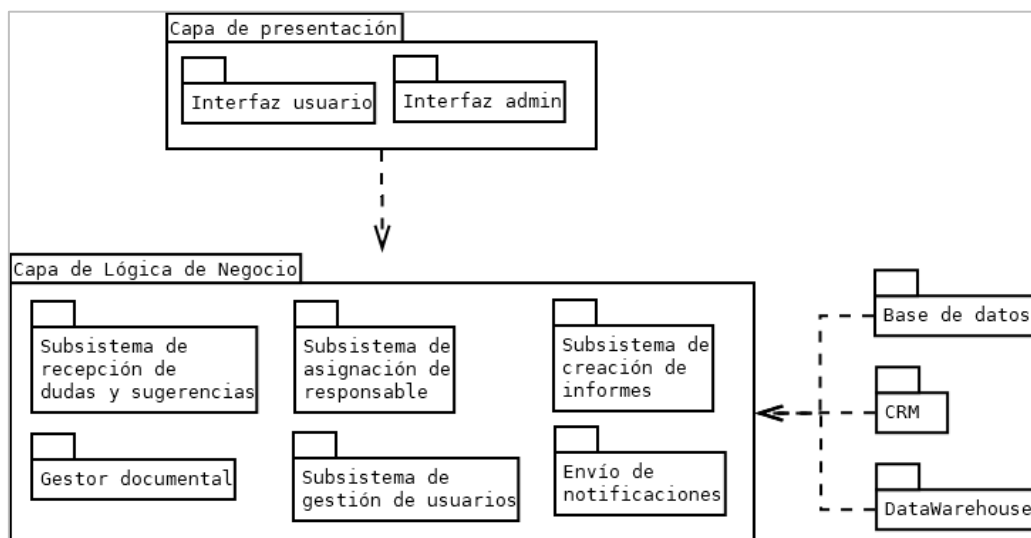 Capa de presentación
Interfaz usuario
Interfaz admin
Capa de Lógica de Negocio
Subsistema de
recepción de
dudas y sugerencias
Subsistema de
asignación de
responsable
Subsistema de
creación de
informes
Gestor documental
Subsistema de
gestión de usuarios
Envío de
notificaciones
Base de datos
CRM
DataWarehouse